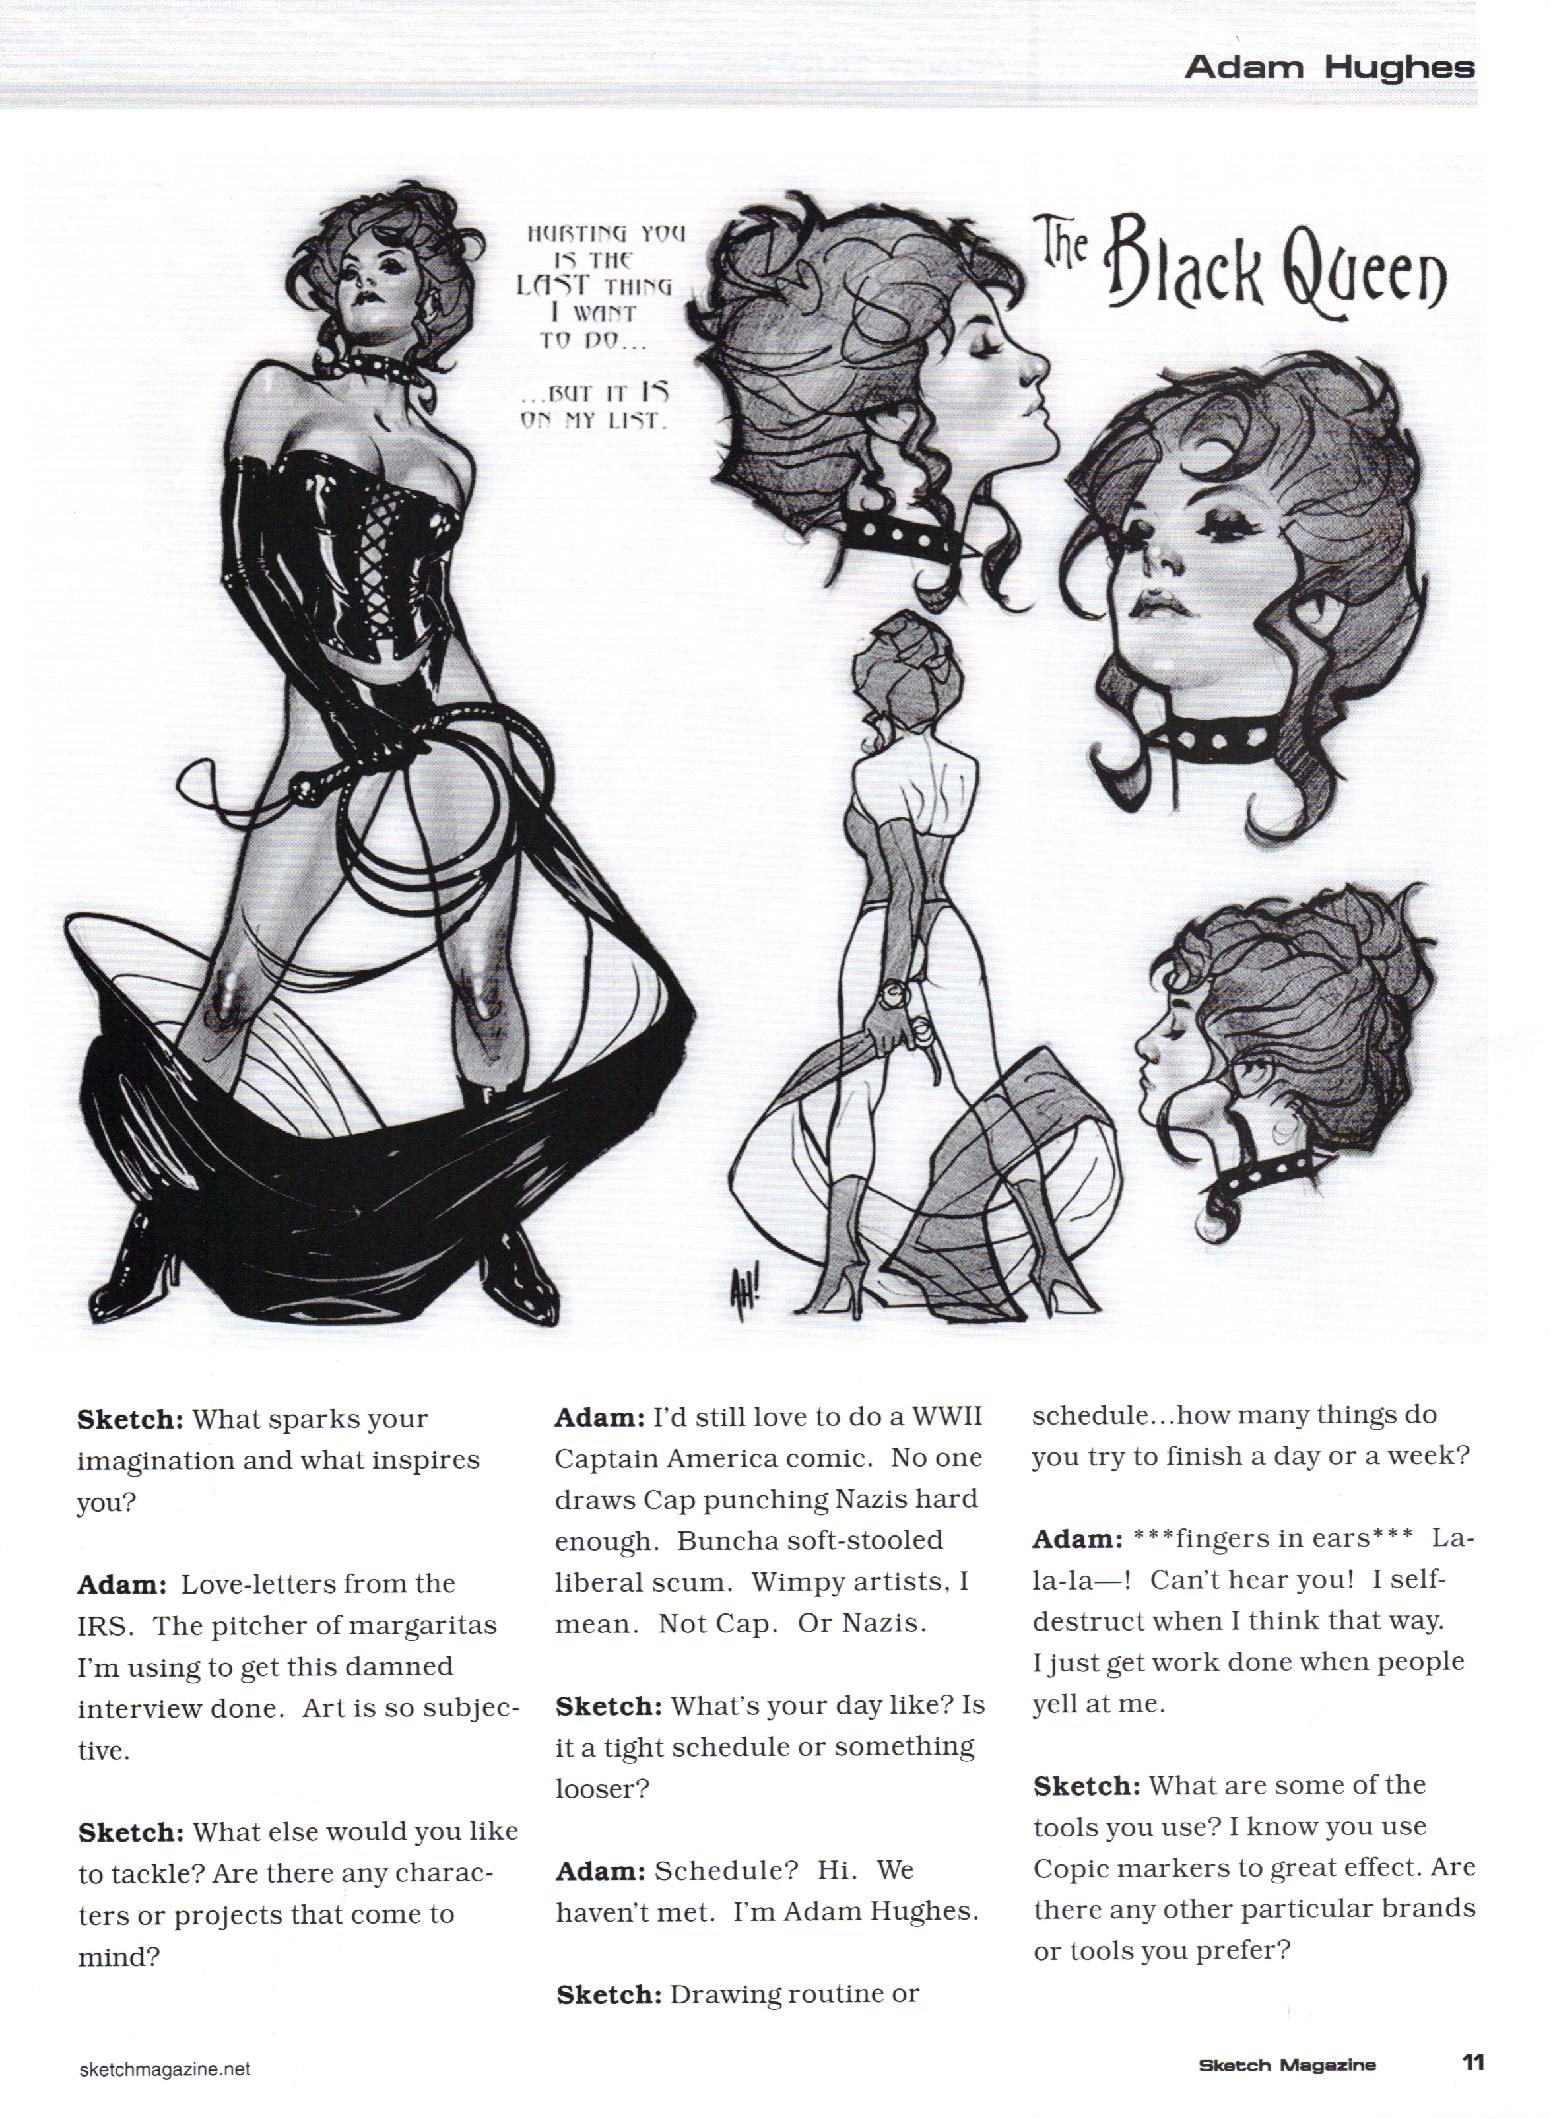 Adam Hughes
HURTING YOU
IS THE
LAST THING
I WANT
TO DO...
...BUT IT IS
ON MY LIST.
The Black Queen
AH!
Sketch: What sparks your
imagination and what inspires
you?
Adam: Love-letters from the
IRS. The pitcher of margaritas
I'm using to get this damned
interview done. Art is so subjec-
tive.
Sketch: What else would you like
to tackle? Are there any charac-
ters or projects that come to
mind?
Adam: I'd still love to do a WWII
Captain America comic. No one
draws Cap punching Nazis hard
enough. Buncha soft-stooled
liberal scum. Wimpy artists, I
mean. Not Cap. Or Nazis.
Sketch: What's your day like? Is
it a tight schedule or something
looser?
Adam: Schedule? Hi. We
haven't met. I'm Adam Hughes.
Sketch: Drawing routine or
schedule...how many things do
you try to finish a day or a week?
Adam: ***fingers in ears*** La-
la-la—! Can't hear you! I self-
destruct when I think that way.
I just get work done when people
yell at me.
Sketch: What are some of the
tools you use? I know you use
Copic markers to great effect. Are
there any other particular brands
or tools you prefer?
sketchmagazine.net
Sketch Magazine 11